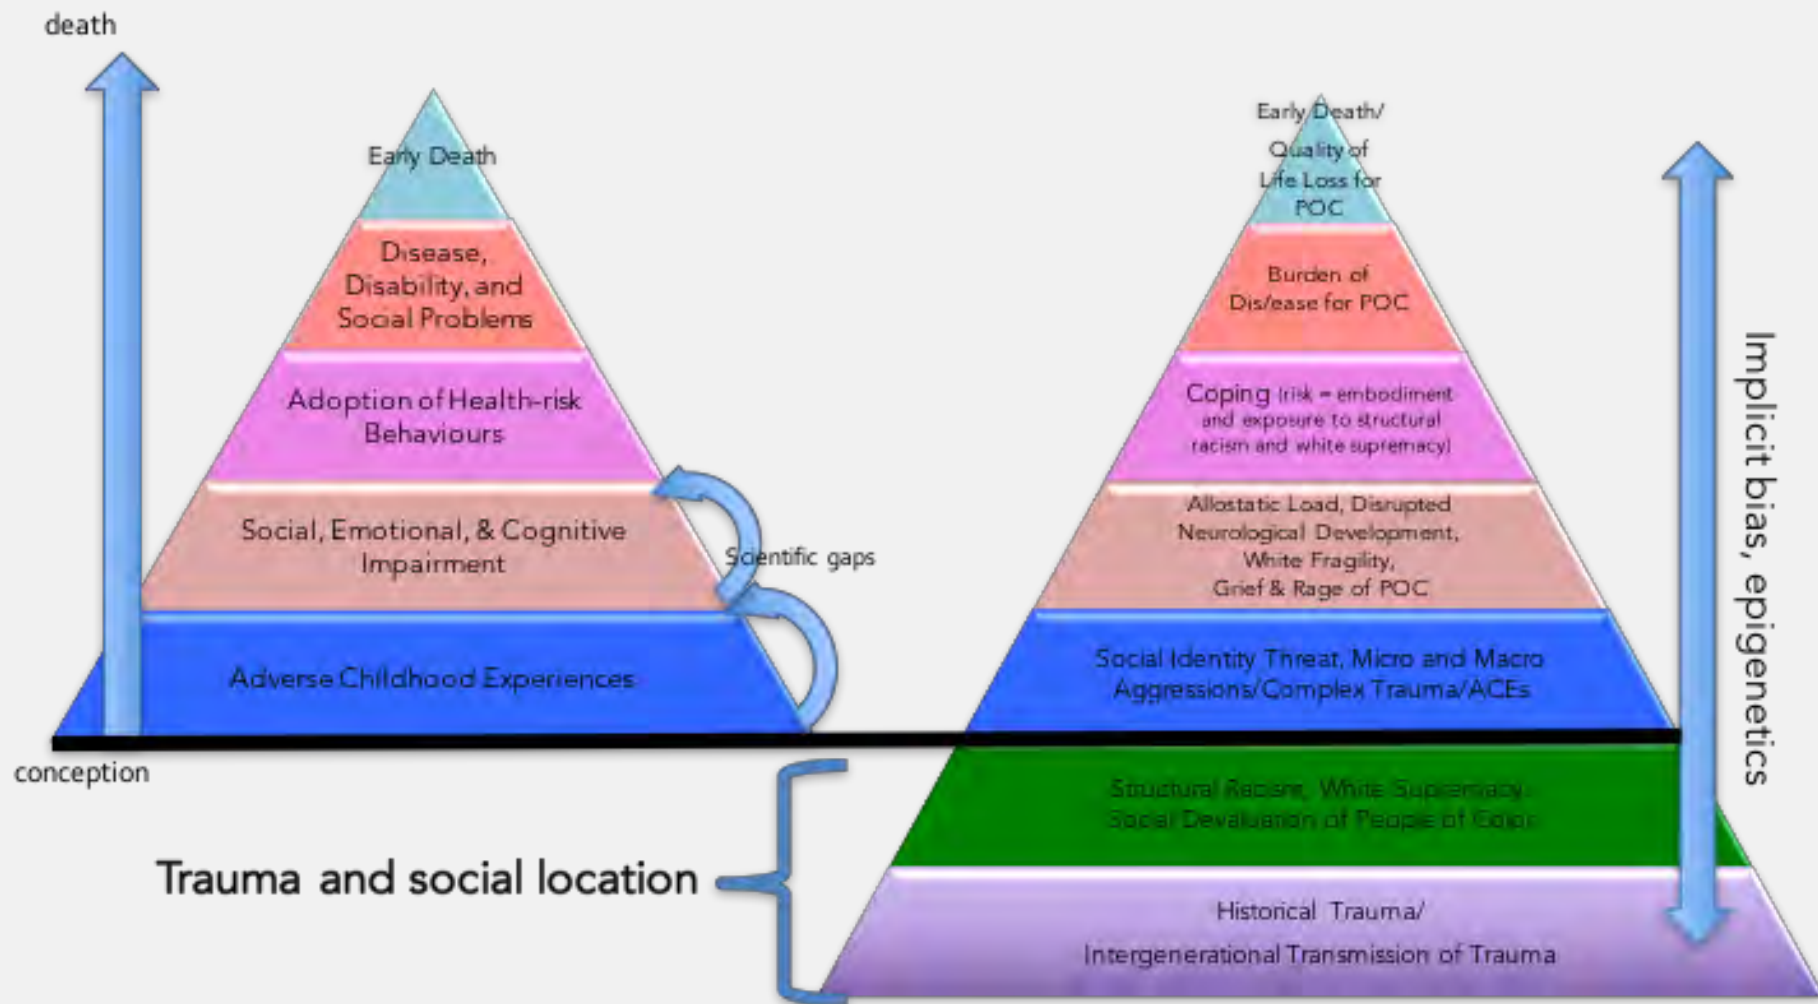 death
Early Death
Disease,
Disability, and
Social Problems
Adoption of Health-risk
Behaviours
Social, Emotional, & Cognitive
Impairment
Scientific gaps
Adverse Childhood Experiences
conception
Trauma and social location
Early Death/
Quality of
Life Loss for
POC
Burden of
Dis/ease for POC
Coping (risk = embodiment
and exposure to structural
racism and white supremacy)
Allostatic Load, Disrupted
Neurological Development,
White Fragility,
Grief & Rage of POC
Social Identity Threat, Micro and Macro
Aggressions/Complex Trauma/ACEs
Structural Racism, White Supremacy,
Social Devaluation of People of Color
Historical Trauma/
Intergenerational Transmission of Trauma
Implicit bias, epigenetics